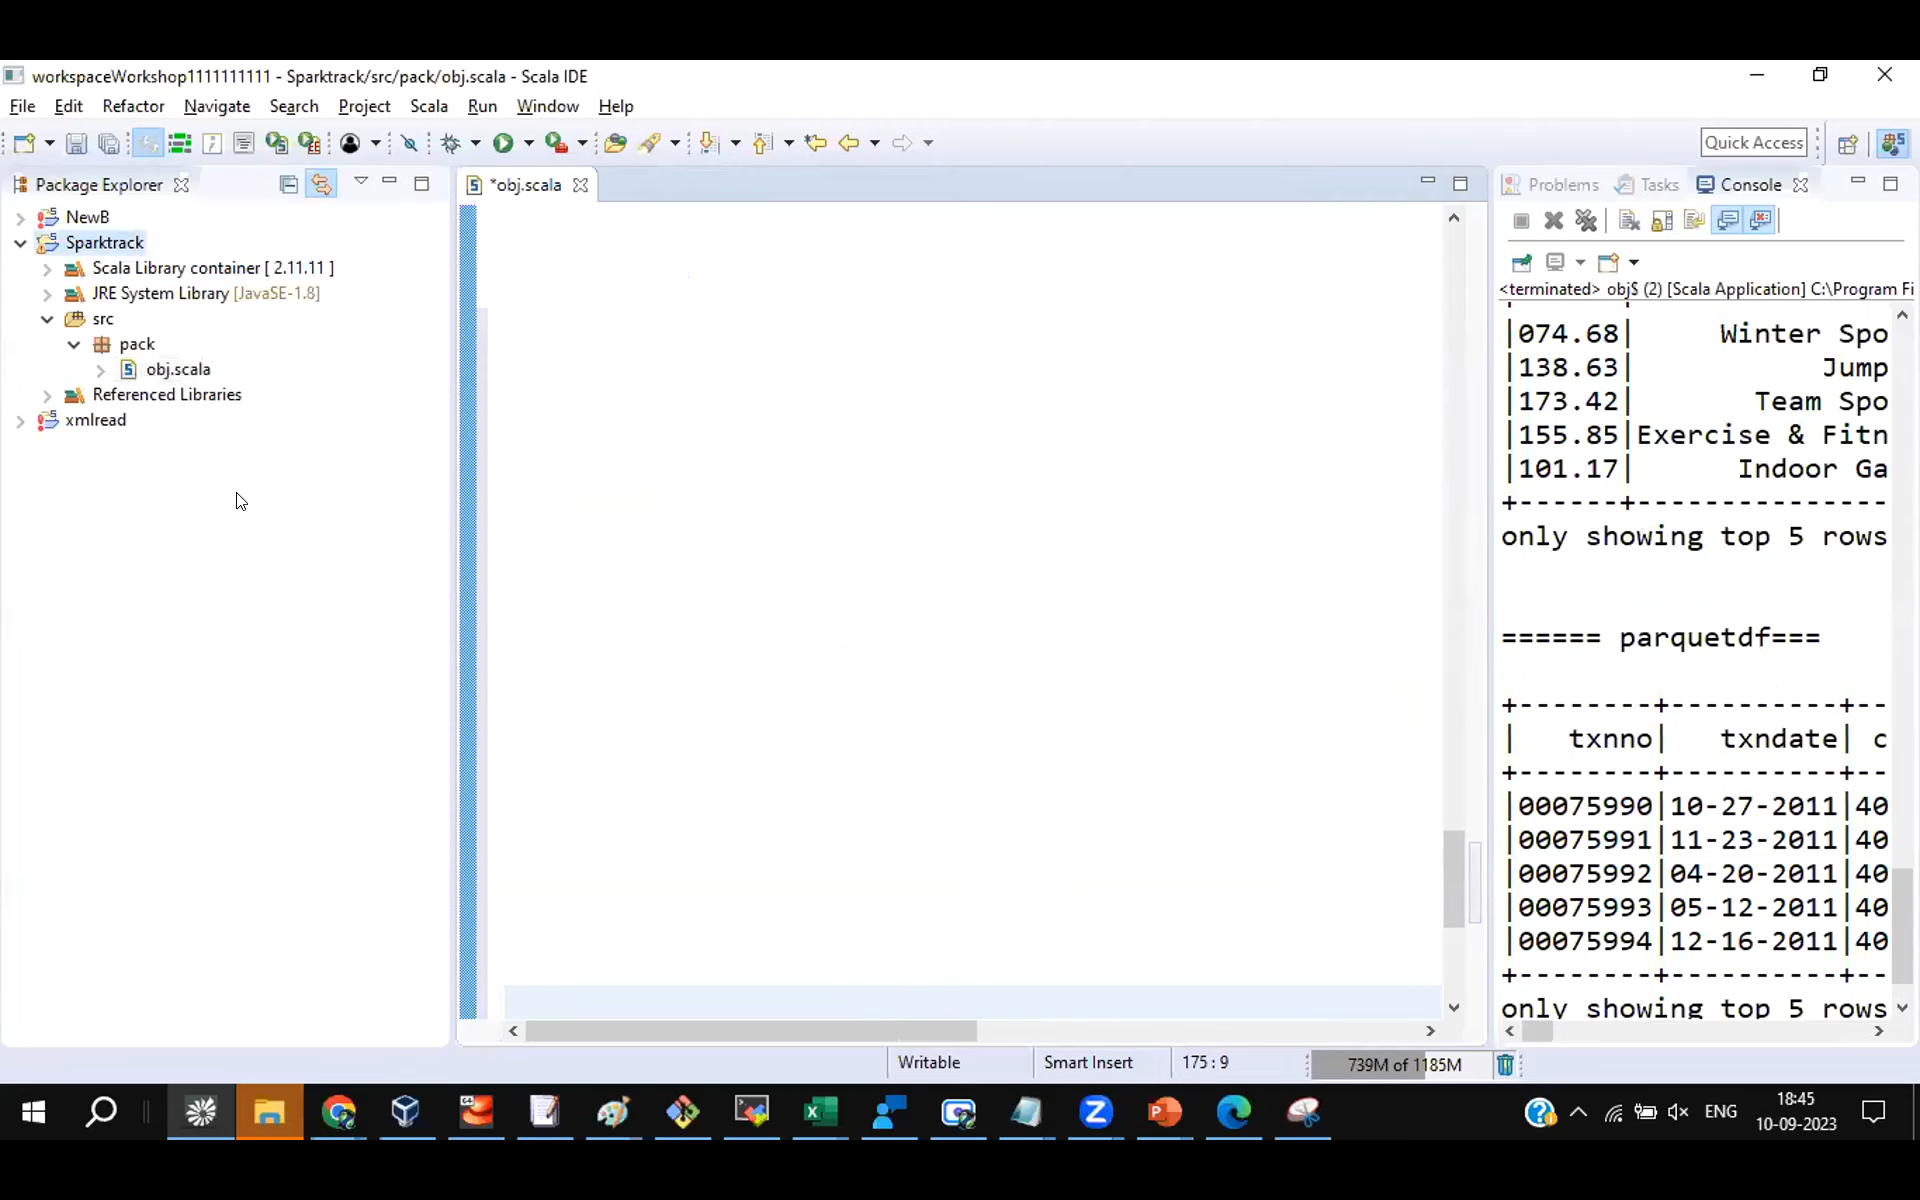 workspaceWorkshop1111111111 - Sparktrack/src/pack/obj.scala - Scala IDE
File Edit Refactor Navigate Search Project Scala Run Window Help
Quick Access
Package Explorer
NewB
Sparktrack
Scala Library container [ 2.11.11 ]
JRE System Library [JavaSE-1.8]
src
pack
obj.scala
Referenced Libraries
xmlread
*obj.scala
Problems Tasks Console
<terminated> obj$ (2) [Scala Application] C:\Program Fi
|074.68| Winter Spo
|138.63| Jump
|173.42| Team Spo
|155.85|Exercise & Fitn
|101.17| Indoor Ga
+------+---------------
only showing top 5 rows
====== parquetdf===
+--------+----------+--
| txnno| txndate| c
+--------+----------+--
|00075990|10-27-2011|40
|00075991|11-23-2011|40
|00075992|04-20-2011|40
|00075993|05-12-2011|40
|00075994|12-16-2011|40
+--------+----------+--
only showing top 5 rows
Writable Smart Insert 175 : 9 739M of 1185M
ENG
18:45
10-09-2023